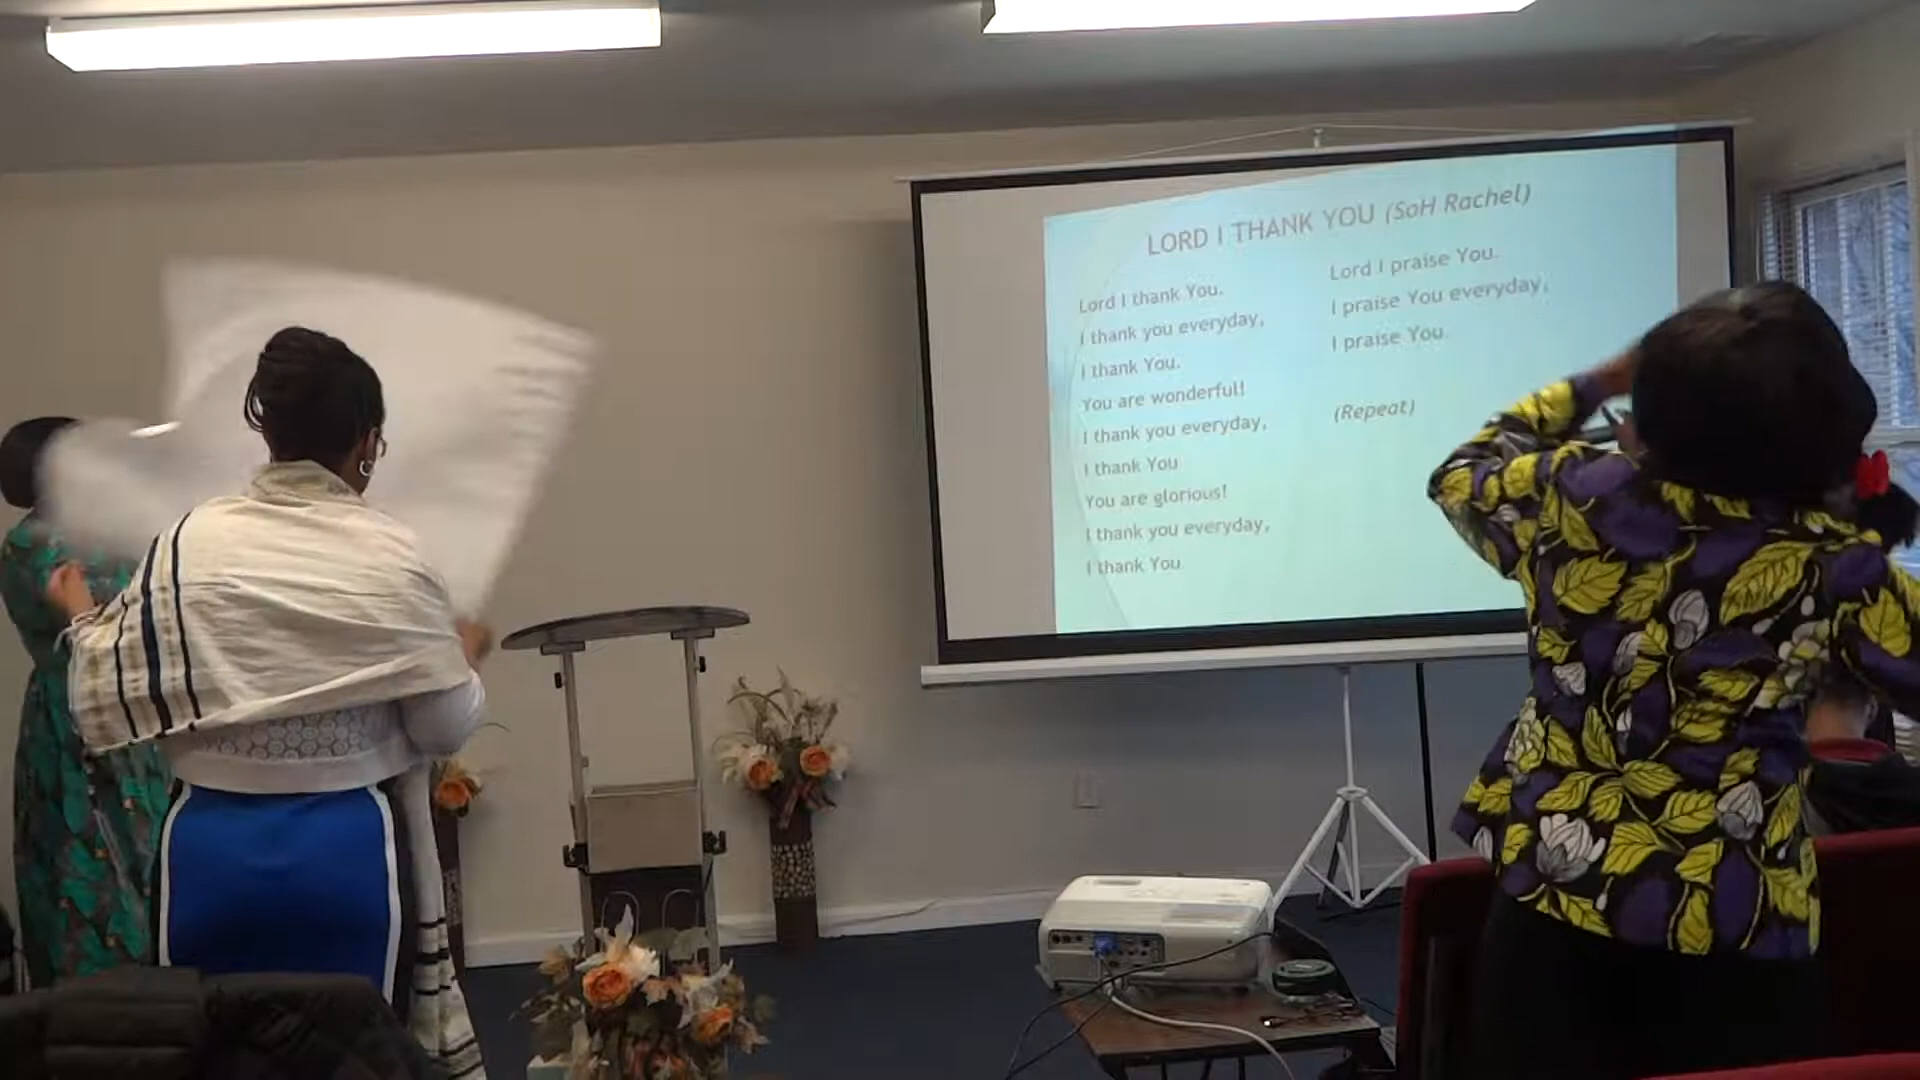 LORD I THANK YOU (SoH Rachel)
Lord I thank You.
I thank you everyday,
I thank You.
You are wonderful!
I thank you everyday,
I thank You
You are glorious!
I thank you everyday,
I thank You
Lord I praise You.
I praise You everyday,
I praise You.
(Repeat)